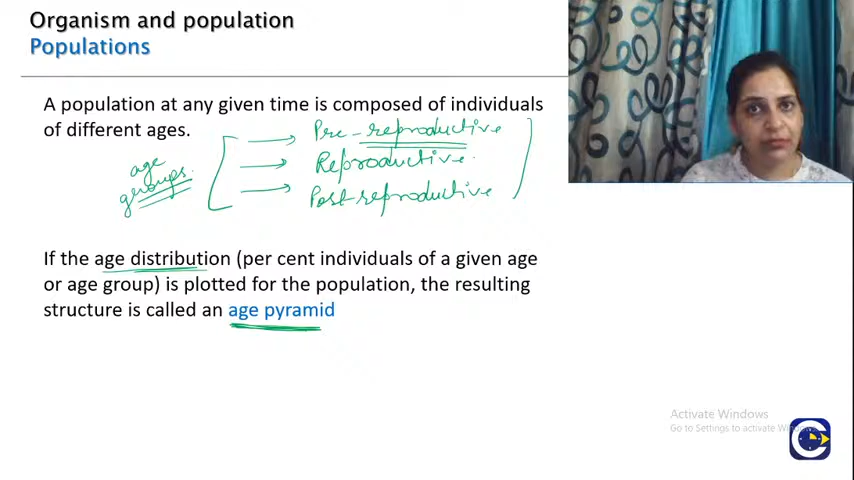 Organism and population
Populations
A population at any given time is composed of individuals
of different ages.
Pre-reproductive
Reproductive
Post reproductive
age
groups.
If the age distribution (per cent individuals of a given age
or age group) is plotted for the population, the resulting
structure is called an age pyramid
Activate Windows
Go to Settings to activate Windows.